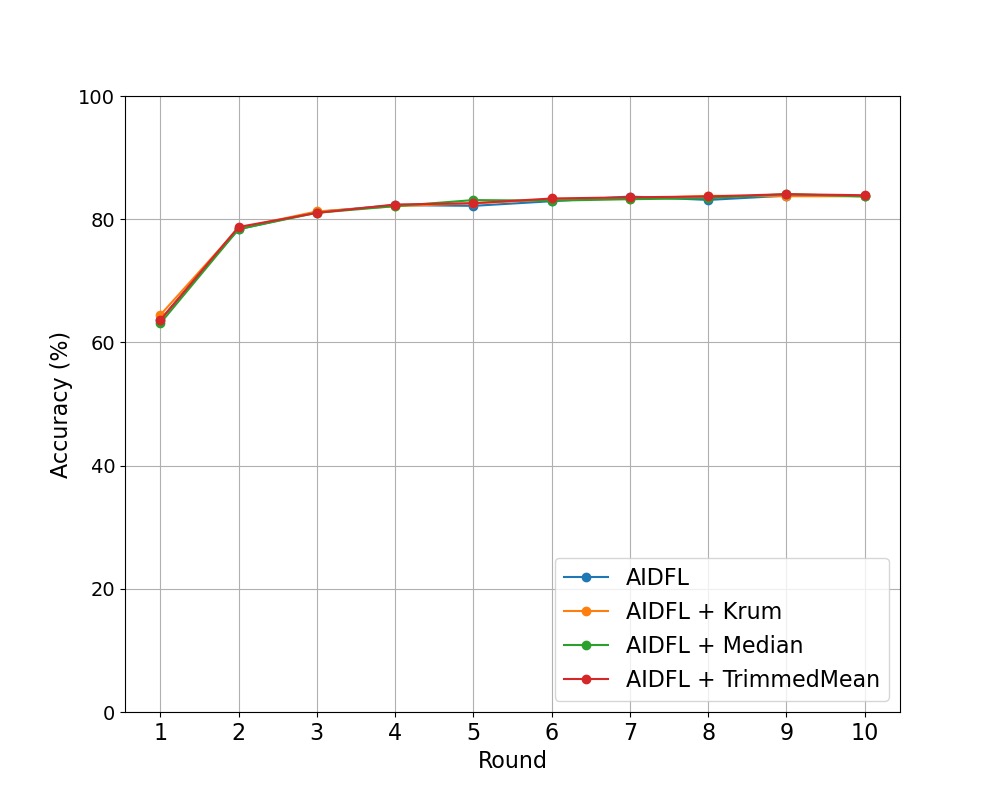 100
80
60
40
20
0
Accuracy (%)
AIDFL
AIDFL + Krum
AIDFL + Median
AIDFL + TrimmedMean
1 2 3 4 5 6 7 8 9 10
Round